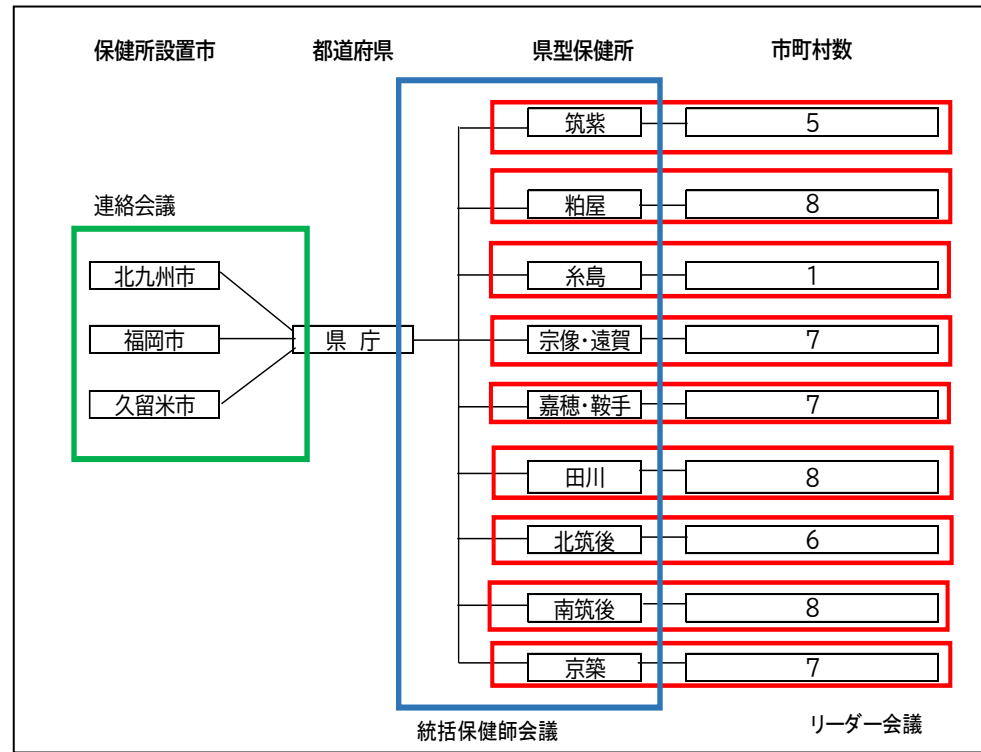 保健所設置市 都道府県 県型保健所 市町村数
筑紫 5
粕屋 8
連絡会議
北九州市 糸島 1
福岡市 県庁 宗像・遠賀 7
久留米市 嘉穂・鞍手 7
田川 8
北筑後 6
南筑後 8
京築 7
統括保健師会議 リーダー会議